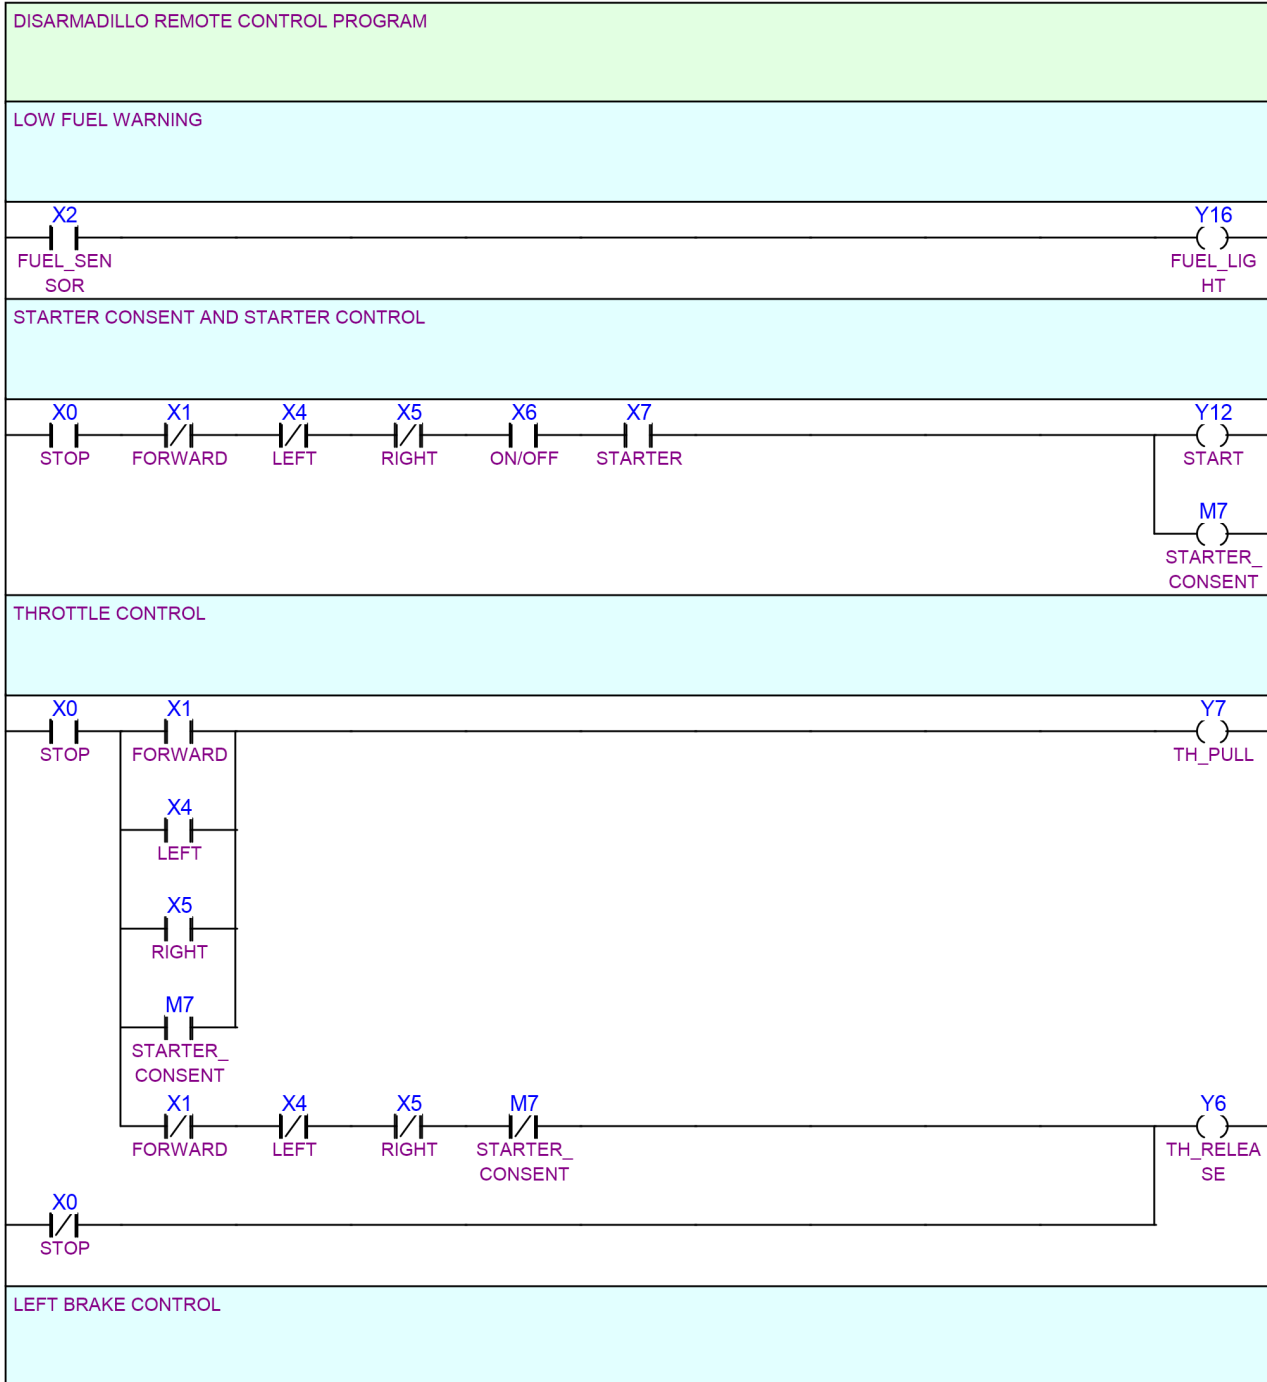 DISARMADILLO REMOTE CONTROL PROGRAM
LOW FUEL WARNING
X2 Y16
FUEL_SEN FUEL_LIG
SOR HT
STARTER CONSENT AND STARTER CONTROL
X0 X1 X4 X5 X6 X7 Y12
STOP FORWARD LEFT RIGHT ON/OFF STARTER START
M7
STARTER_
CONSENT
THROTTLE CONTROL
X0 X1 Y7
STOP FORWARD TH_PULL
X4
LEFT
X5
RIGHT
M7
STARTER_
CONSENT
X1 X4 X5 M7 Y6
FORWARD LEFT RIGHT STARTER_ TH_RELEA
CONSENT SE
X0
STOP
LEFT BRAKE CONTROL